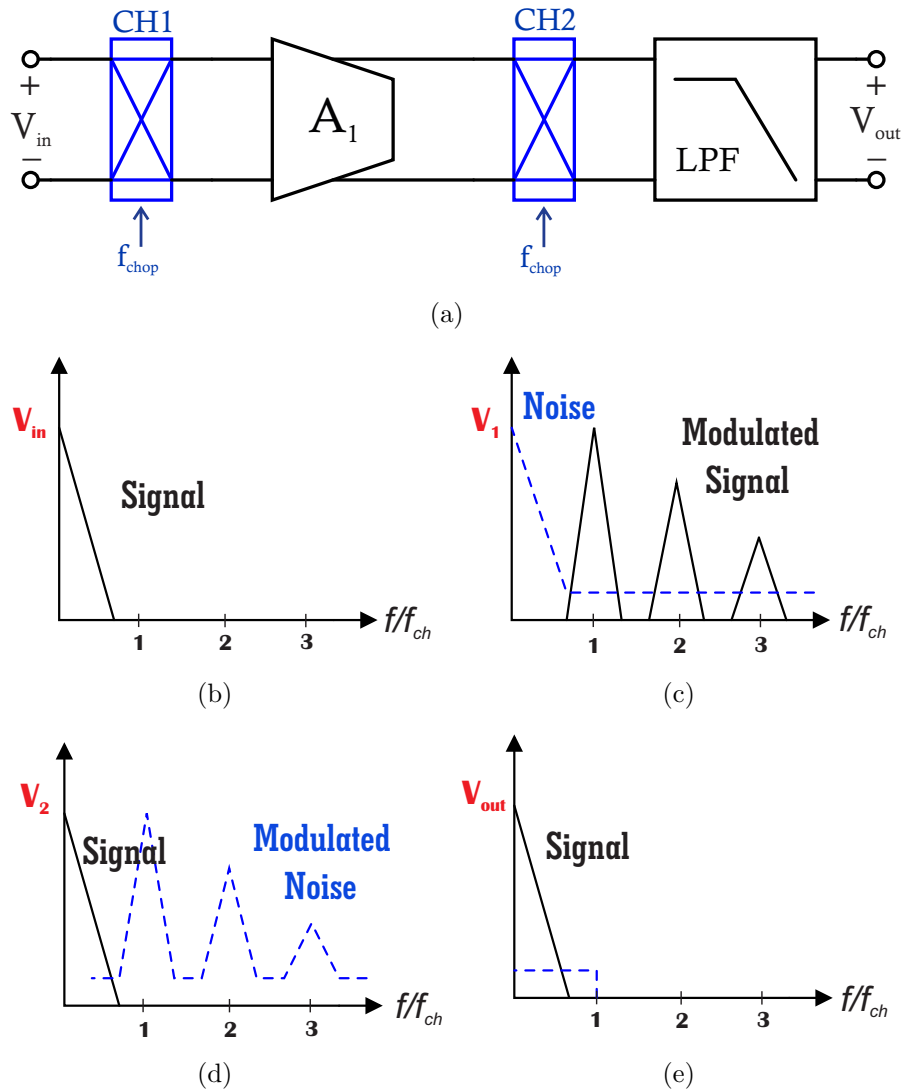 CH1
CH2
+
V_in
−
A_1
LPF
+
V_out
−
f_chop
f_chop
(a)
V_in
Signal
1
2
3
f/f_ch
(b)
V_1
Noise
Modulated
Signal
1
2
3
f/f_ch
(c)
V_2
Signal
Modulated
Noise
1
2
3
f/f_ch
(d)
V_out
Signal
1
2
3
f/f_ch
(e)